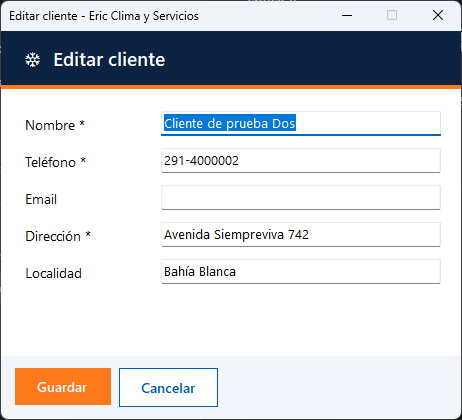 Editar cliente - Eric Clima y Servicios
Editar cliente
Nombre * Cliente de prueba Dos
Teléfono * 291-4000002
Email
Dirección * Avenida Siempreviva 742
Localidad Bahía Blanca
Guardar Cancelar